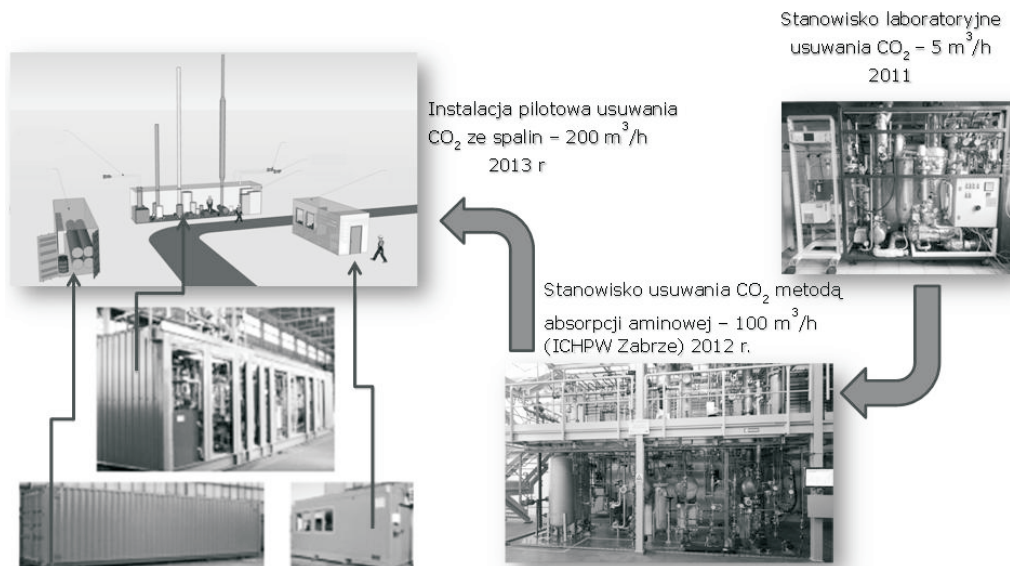 Stanowisko laboratoryjne
usuwania CO₂ – 5 m³/h
2011
Instalacja pilotowa usuwania
CO₂ ze spalin – 200 m³/h
2013 r
Stanowisko usuwania CO₂ metodą
absorpcji aminowej – 100 m³/h
(ICHPW Zabrze) 2012 r.